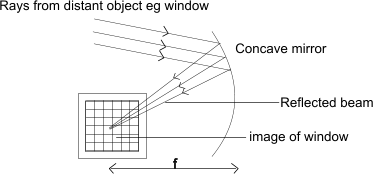 Rays from distant object eg window
Concave mirror
Reflected beam
image of window
f